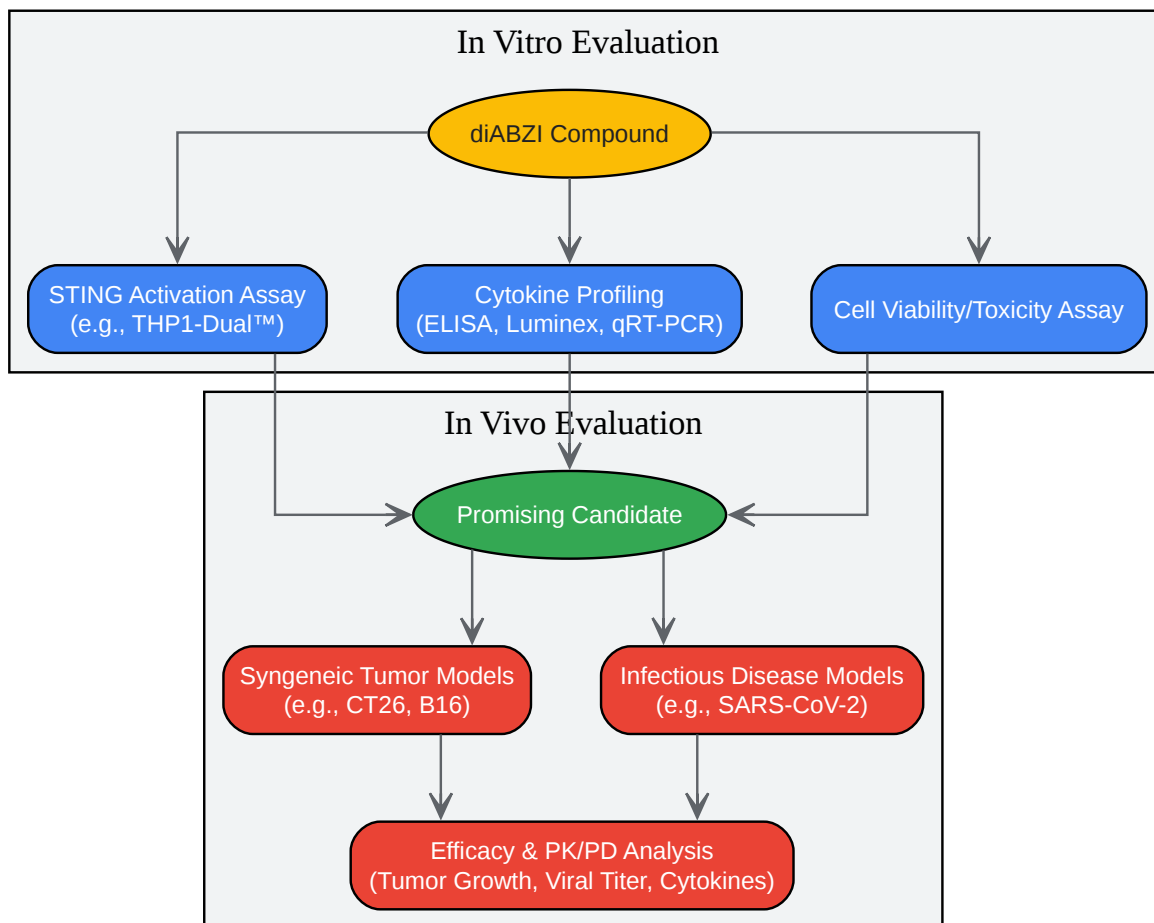 In Vitro Evaluation
diABZI Compound
STING Activation Assay
(e.g., THP1-Dual™)
Cytokine Profiling
(ELISA, Luminex, qRT-PCR)
Cell Viability/Toxicity Assay
In Vivo Evaluation
Promising Candidate
Syngeneic Tumor Models
(e.g., CT26, B16)
Infectious Disease Models
(e.g., SARS-CoV-2)
Efficacy & PK/PD Analysis
(Tumor Growth, Viral Titer, Cytokines)